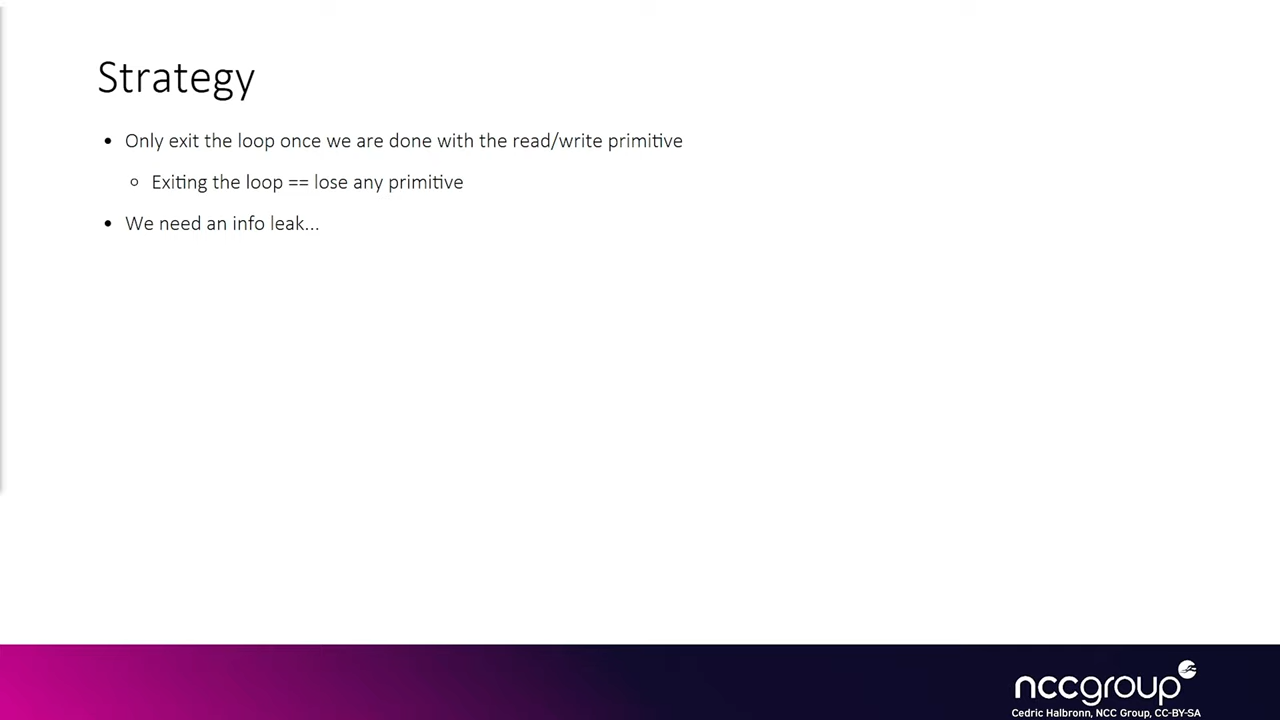 Strategy
• Only exit the loop once we are done with the read/write primitive
○ Exiting the loop == lose any primitive
• We need an info leak...
nccgroup
Cedric Halbronn, NCC Group, CC-BY-SA